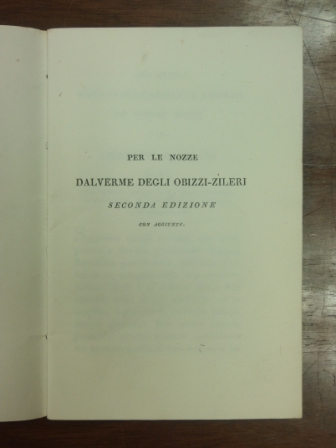 PER LE NOZZE
DALVERME DEGLI OBIZZI-ZILERI
SECONDA EDIZIONE
CON AGGIUNTE.